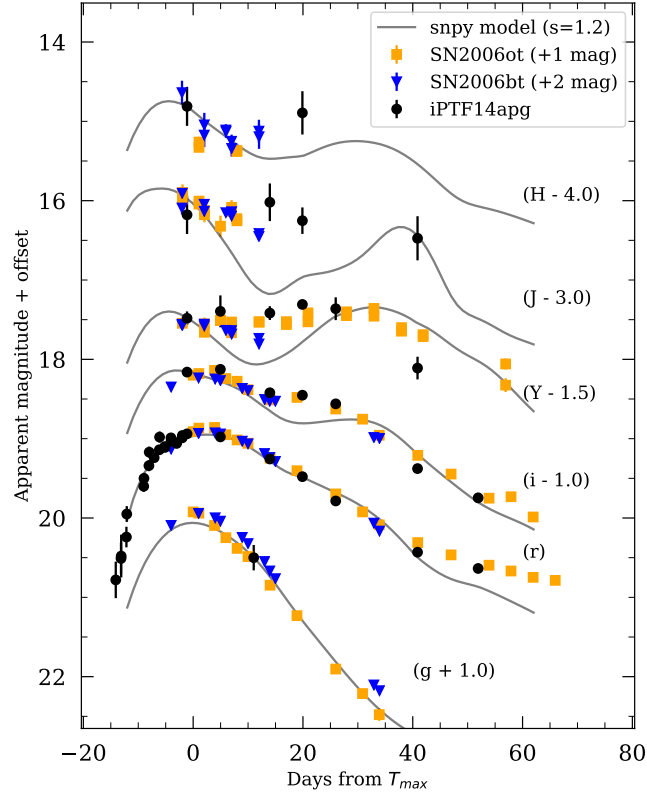 snpy model (s=1.2)
SN2006ot (+1 mag)
SN2006bt (+2 mag)
iPTF14apg
14
16
18
20
22
Apparent magnitude + offset
(H - 4.0)
(J - 3.0)
(Y - 1.5)
(i - 1.0)
(r)
(g + 1.0)
−20
0
20
40
60
80
Days from Tmax